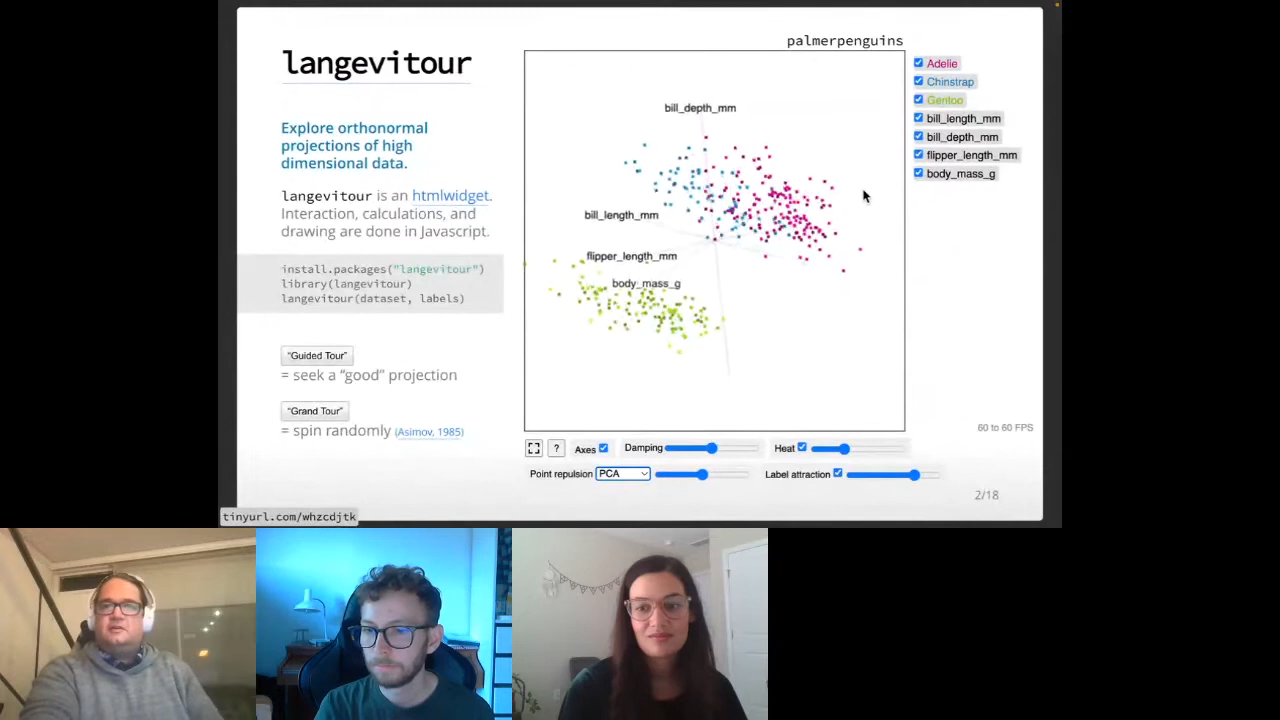 langevitour
Explore orthonormal
projections of high
dimensional data.
langevitour is an htmlwidget.
Interaction, calculations, and
drawing are done in Javascript.
install.packages("langevitour")
library(langevitour)
langevitour(dataset, labels)
“Guided Tour”
= seek a “good” projection
“Grand Tour”
= spin randomly (Asimov, 1985)
palmerpenguins
bill_depth_mm
bill_length_mm
flipper_length_mm
body_mass_g
Adelie
Chinstrap
Gentoo
bill_length_mm
bill_depth_mm
flipper_length_mm
body_mass_g
60 to 60 FPS
? Axes Damping Heat
Point repulsion PCA Label attraction
2/18
tinyurl.com/whzcdjtk